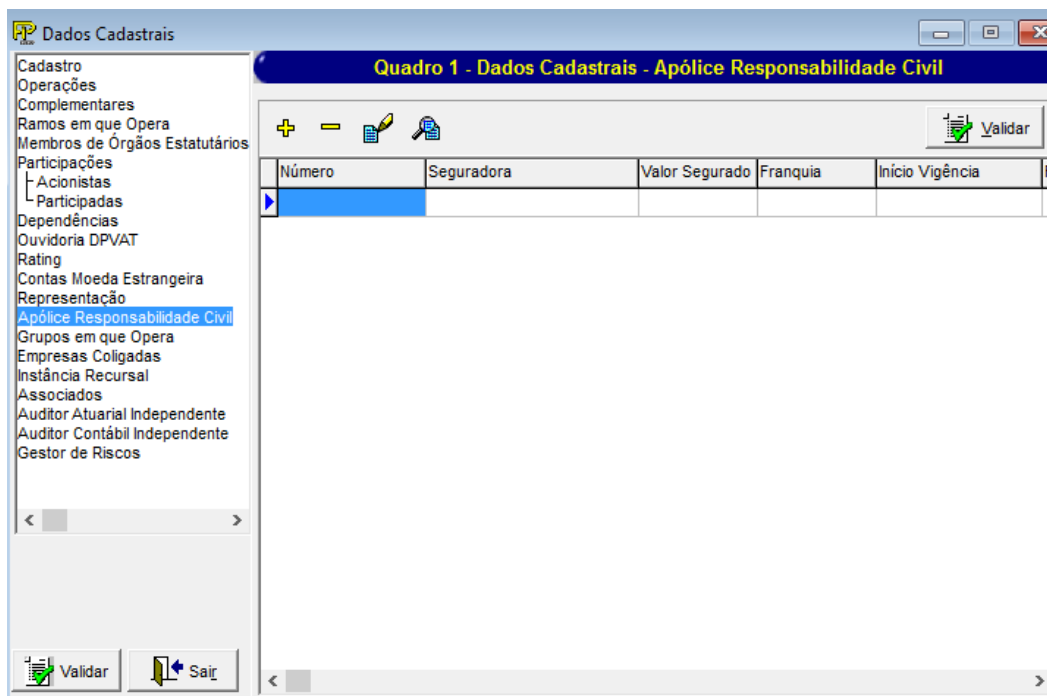 Dados Cadastrais
Cadastro
Operações
Complementares
Ramos em que Opera
Membros de Órgãos Estatutários
Participações
Acionistas
Participadas
Dependências
Ouvidoria DPVAT
Rating
Contas Moeda Estrangeira
Representação
Apólice Responsabilidade Civil
Grupos em que Opera
Empresas Coligadas
Instância Recursal
Associados
Auditor Atuarial Independente
Auditor Contábil Independente
Gestor de Riscos
Validar Sair
Quadro 1 - Dados Cadastrais - Apólice Responsabilidade Civil
Validar
Número Seguradora Valor Segurado Franquia Início Vigência